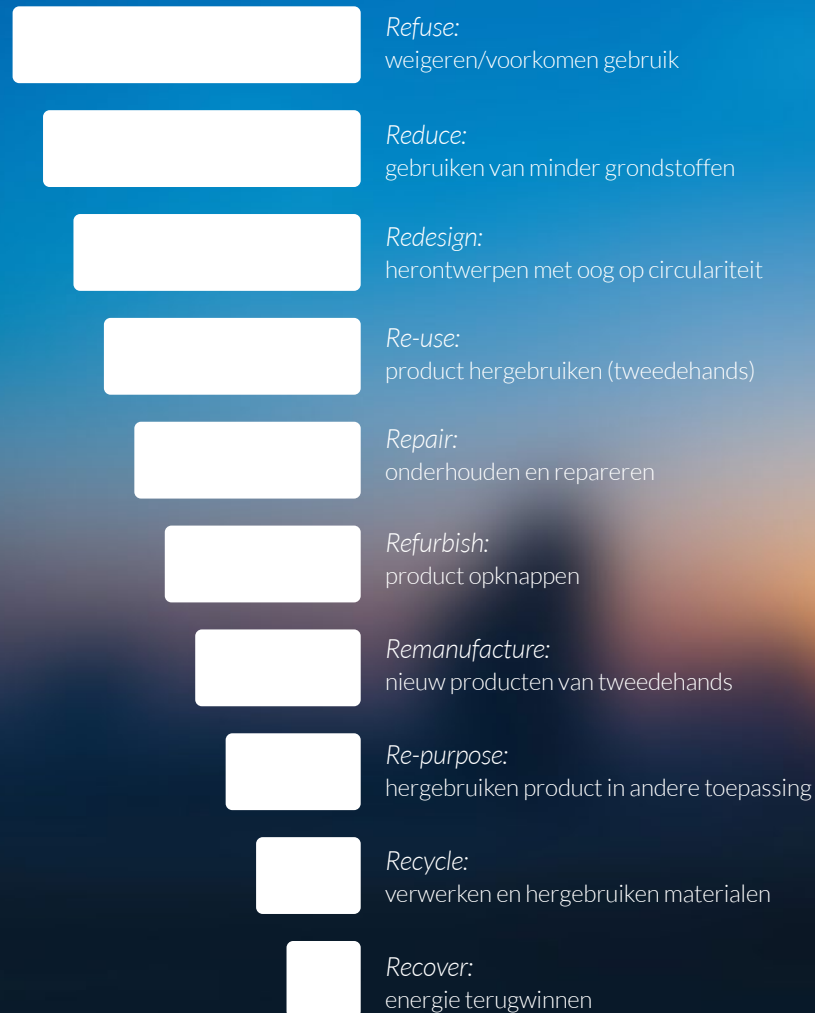 Refuse:
weigeren/voorkomen gebruik
Reduce:
gebruiken van minder grondstoffen
Redesign:
herontwerpen met oog op circulariteit
Re-use:
product hergebruiken (tweedehands)
Repair:
onderhouden en repareren
Refurbish:
product opknappen
Remanufacture:
nieuw producten van tweedehands
Re-purpose:
hergebruiken product in andere toepassing
Recycle:
verwerken en hergebruiken materialen
Recover:
energie terugwinnen